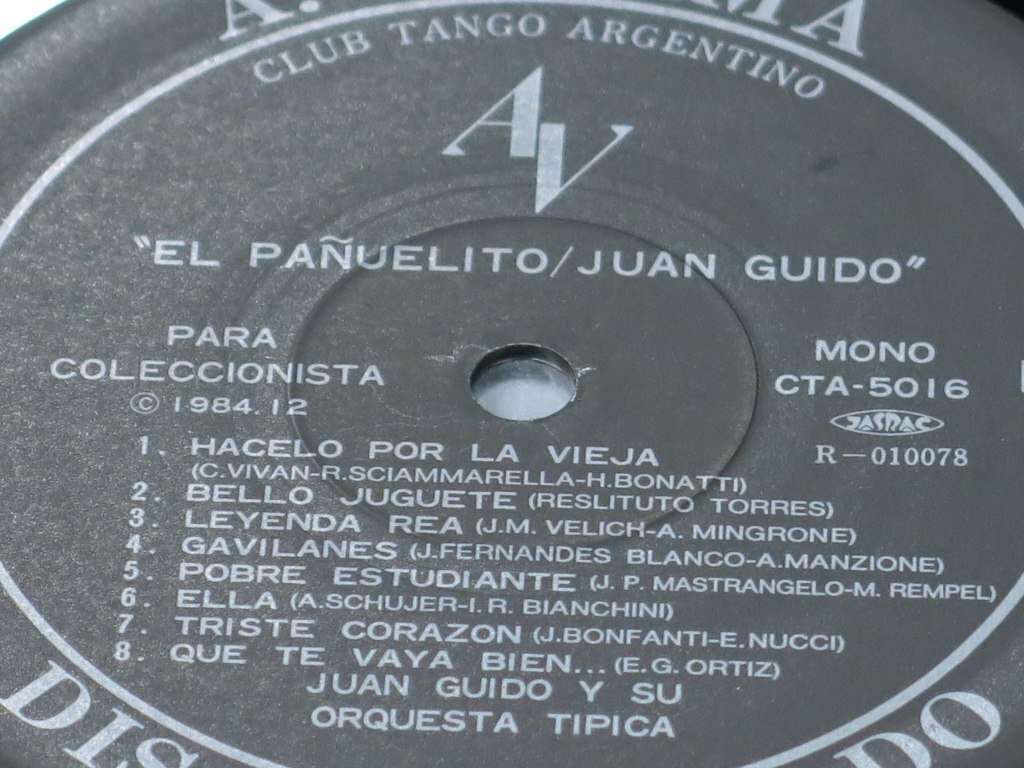 CLUB TANGO ARGENTINO
AV
"EL PAÑUELITO/JUAN GUIDO"
PARA
COLECCIONISTA
© 1984.12
MONO
CTA-5016
JASRAC
R-010078
1. HACELO POR LA VIEJA
(C.VIVAN-R.SCIAMMARELLA-H.BONATTI)
2. BELLO JUGUETE (RESLITUTO TORRES)
3. LEYENDA REA (J.M. VELICH-A. MINGRONE)
4. GAVILANES (J.FERNANDES BLANCO-A.MANZIONE)
5. POBRE ESTUDIANTE (J. P. MASTRANGELO-M. REMPEL)
6. ELLA (A.SCHUJER-I. R. BIANCHINI)
7. TRISTE CORAZON (J.BONFANTI-E.NUCCI)
8. QUE TE VAYA BIEN... (E.G.ORTIZ)
JUAN GUIDO Y SU
ORQUESTA TIPICA